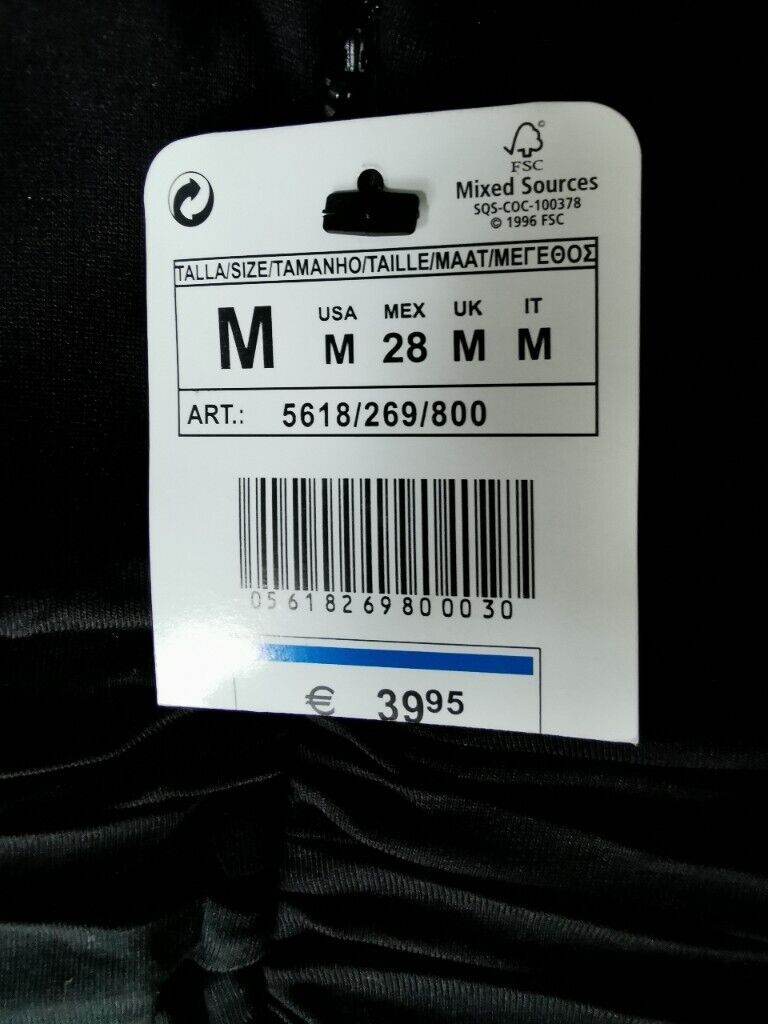 ©
FSC
Mixed Sources
SQS-COC-100378
© 1996 FSC
TALLA/SIZE/TAMANHO/TAILLE/MAAT/ΜΕΓΕΘΟΣ
M
USA MEX UK IT
M 28 M M
ART.: 5618/269/800
05618269800030
€ 39⁹⁵